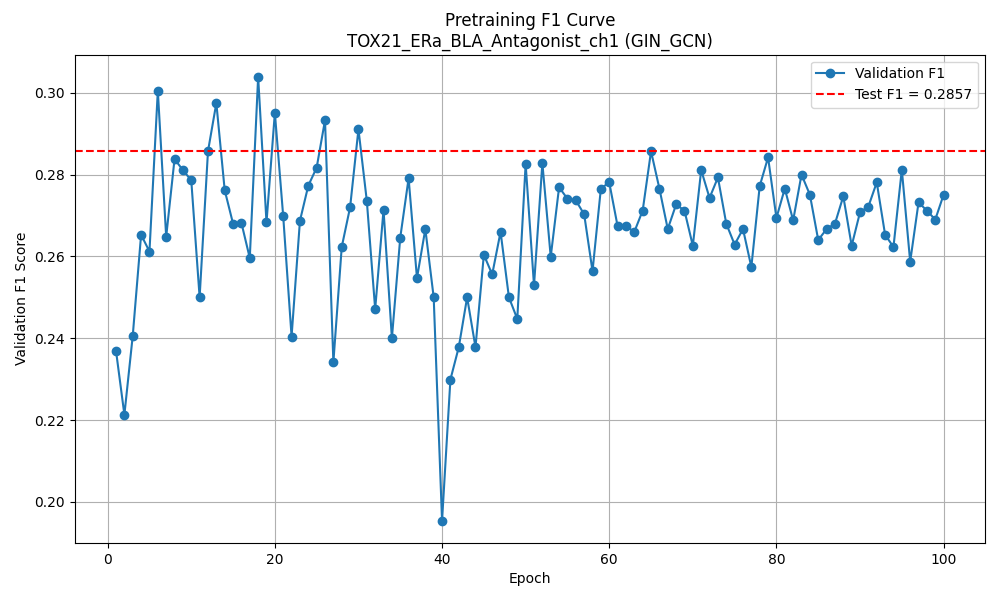 Pretraining F1 Curve
TOX21_ERa_BLA_Antagonist_ch1 (GIN_GCN)
Validation F1
Test F1 = 0.2857
Validation F1 Score
0.30
0.28
0.26
0.24
0.22
0.20
0
20
40
60
80
100
Epoch